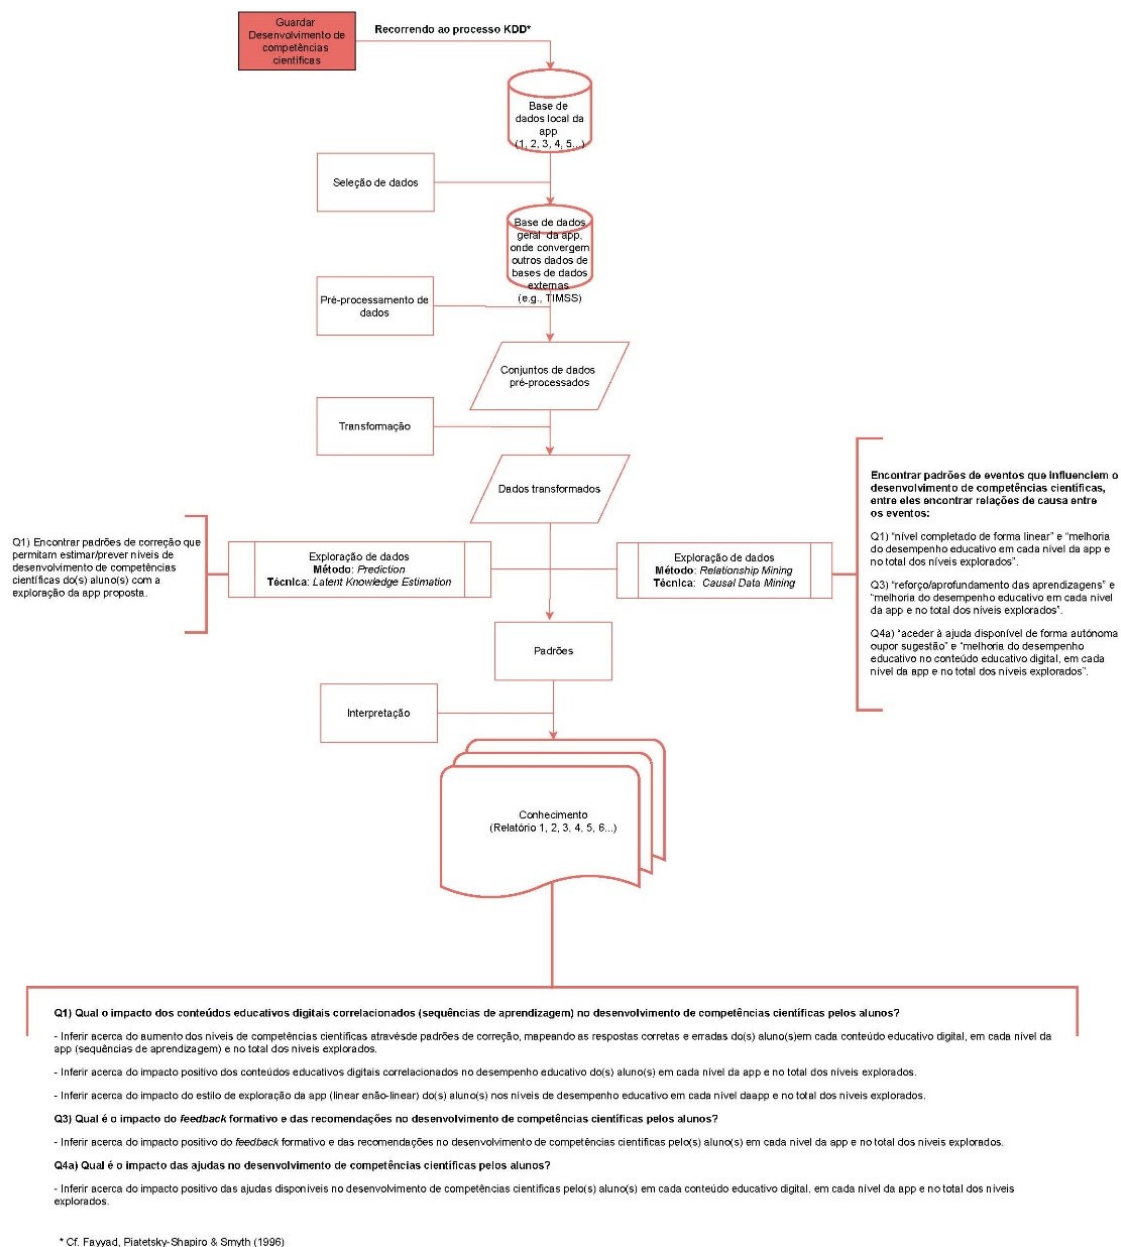 Guardar
Desenvolvimento de
competências
científicas
Recorrendo ao processo KDD*
Base de
dados local da
app
(1, 2, 3, 4, 5...)
Seleção de dados
Base de dados
geral da app,
onde convergem
outros dados de
bases de dados
externas
(e.g., TIMSS)
Pré-processamento de
dados
Conjuntos de dados
pré-processados
Transformação
Dados transformados
Q1) Encontrar padrões de correção que
permitam estimar/prever níveis de
desenvolvimento de competências
científicas do(s) aluno(s) com a
exploração da app proposta.
Exploração de dados
Método: Prediction
Técnica: Latent Knowledge Estimation
Exploração de dados
Método: Relationship Mining
Técnica: Causal Data Mining
Encontrar padrões de eventos que influenciem o
desenvolvimento de competências científicas,
entre eles encontrar relações de causa entre
os eventos:
Q1) “nível completado de forma linear” e “melhoria
do desempenho educativo em cada nível da app e
no total dos níveis explorados”.
Q3) “reforço/aprofundamento das aprendizagens” e
“melhoria do desempenho educativo em cada nível
da app e no total dos níveis explorados”.
Q4a) “aceder à ajuda disponível de forma autónoma
oupor sugestão” e “melhoria do desempenho
educativo no conteúdo educativo digital, em cada
nível da app e no total dos níveis explorados”.
Padrões
Interpretação
Conhecimento
(Relatório 1, 2, 3, 4, 5, 6...)
Q1) Qual o impacto dos conteúdos educativos digitais correlacionados (sequências de aprendizagem) no desenvolvimento de competências científicas pelos alunos?
- Inferir acerca do aumento dos níveis de competências científicas atravésde padrões de correção, mapeando as respostas corretas e erradas do(s) aluno(s)em cada conteúdo educativo digital, em cada nível da
app (sequências de aprendizagem) e no total dos níveis explorados.
- Inferir acerca do impacto positivo dos conteúdos educativos digitais correlacionados no desempenho educativo do(s) aluno(s) em cada nível da app e no total dos níveis explorados.
- Inferir acerca do impacto do estilo de exploração da app (linear enão-linear) do(s) aluno(s) nos níveis de desempenho educativo em cada nível daapp e no total dos níveis explorados.
Q3) Qual é o impacto do feedback formativo e das recomendações no desenvolvimento de competências científicas pelos alunos?
- Inferir acerca do impacto positivo do feedback formativo e das recomendações no desenvolvimento de competências científicas pelo(s) aluno(s) em cada nível da app e no total dos níveis explorados.
Q4a) Qual é o impacto das ajudas no desenvolvimento de competências científicas pelos alunos?
- Inferir acerca do impacto positivo das ajudas disponíveis no desenvolvimento de competências científicas pelo(s) aluno(s) em cada conteúdo educativo digital, em cada nível da app e no total dos níveis
explorados.
* Cf. Fayyad, Piatetsky-Shapiro & Smyth (1996)